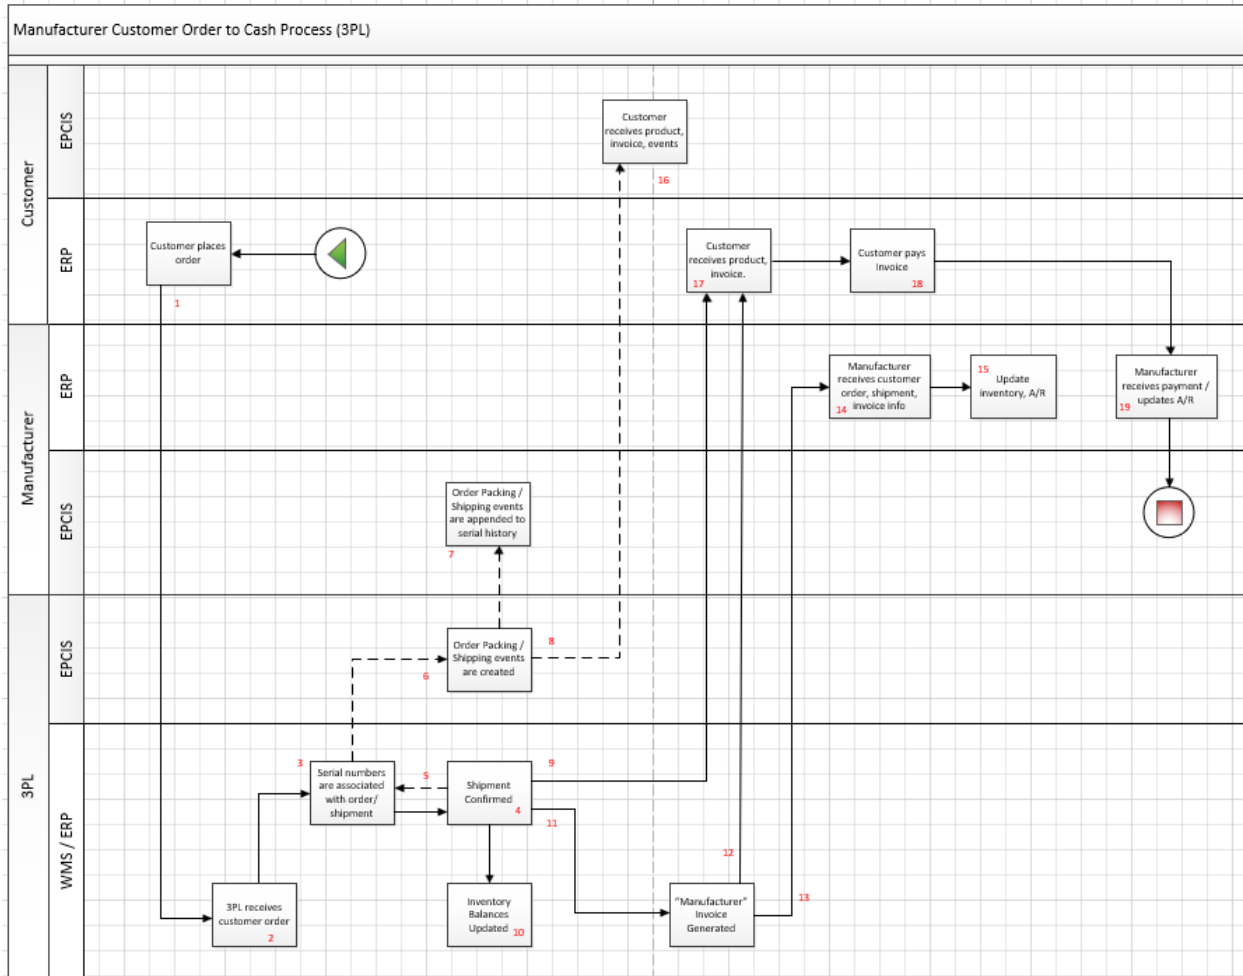 Manufacturer Customer Order to Cash Process (3PL)
Customer
EPCIS
Customer
receives product,
invoice, events
16
ERP
Customer places
order
1
Customer
receives product,
invoice.
17
Customer pays
Invoice
18
Manufacturer
ERP
Manufacturer
receives customer
order, shipment,
invoice info
14
15
Update
inventory, A/R
Manufacturer
receives payment /
updates A/R
19
EPCIS
Order Packing /
Shipping events
are appended to
serial history
7
3PL
EPCIS
Order Packing /
Shipping events
are created
6
8
WMS / ERP
3
Serial numbers
are associated
with order/
shipment
5
Shipment
Confirmed
4
9
11
12
13
3PL receives
customer order
2
Inventory
Balances
Updated
10
"Manufacturer"
Invoice
Generated